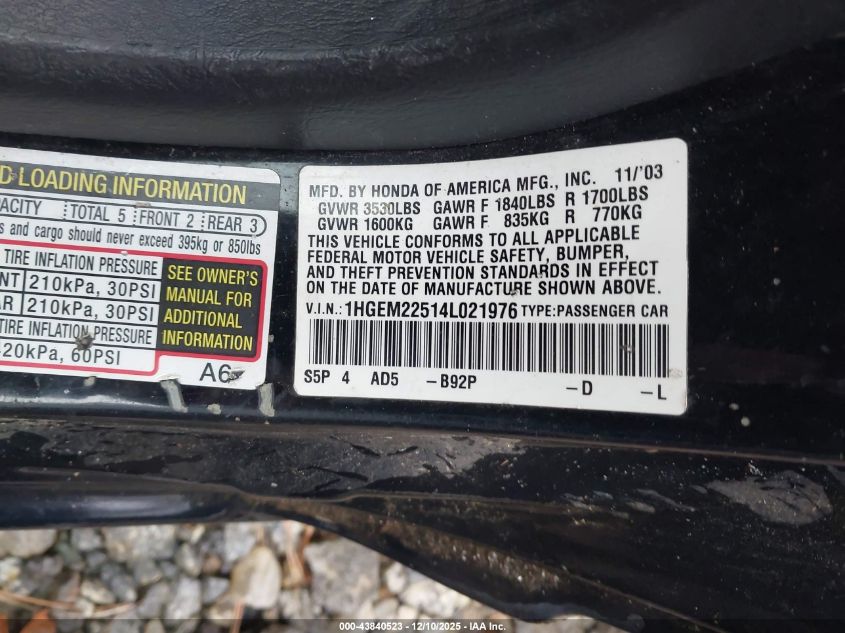 D LOADING INFORMATION
PACITY TOTAL 5 FRONT 2 REAR 3
s and cargo should never exceed 395kg or 850lbs
TIRE INFLATION PRESSURE
NT 210kPa, 30PSI
AR 210kPa, 30PSI
TIRE INFLATION PRESSURE
420kPa, 60PSI
SEE OWNER'S
MANUAL FOR
ADDITIONAL
INFORMATION
A6
MFD. BY HONDA OF AMERICA MFG., INC. 11/'03
GVWR 3530LBS GAWR F 1840LBS R 1700LBS
GVWR 1600KG GAWR F 835KG R 770KG
THIS VEHICLE CONFORMS TO ALL APPLICABLE
FEDERAL MOTOR VEHICLE SAFETY, BUMPER,
AND THEFT PREVENTION STANDARDS IN EFFECT
ON THE DATE OF MANUFACTURE SHOWN ABOVE.
V.I.N.: 1HGEM22514L021976 TYPE: PASSENGER CAR
S5P 4 AD5 -B92P -D -L
000-43840523 - 12/10/2025 - IAA Inc.